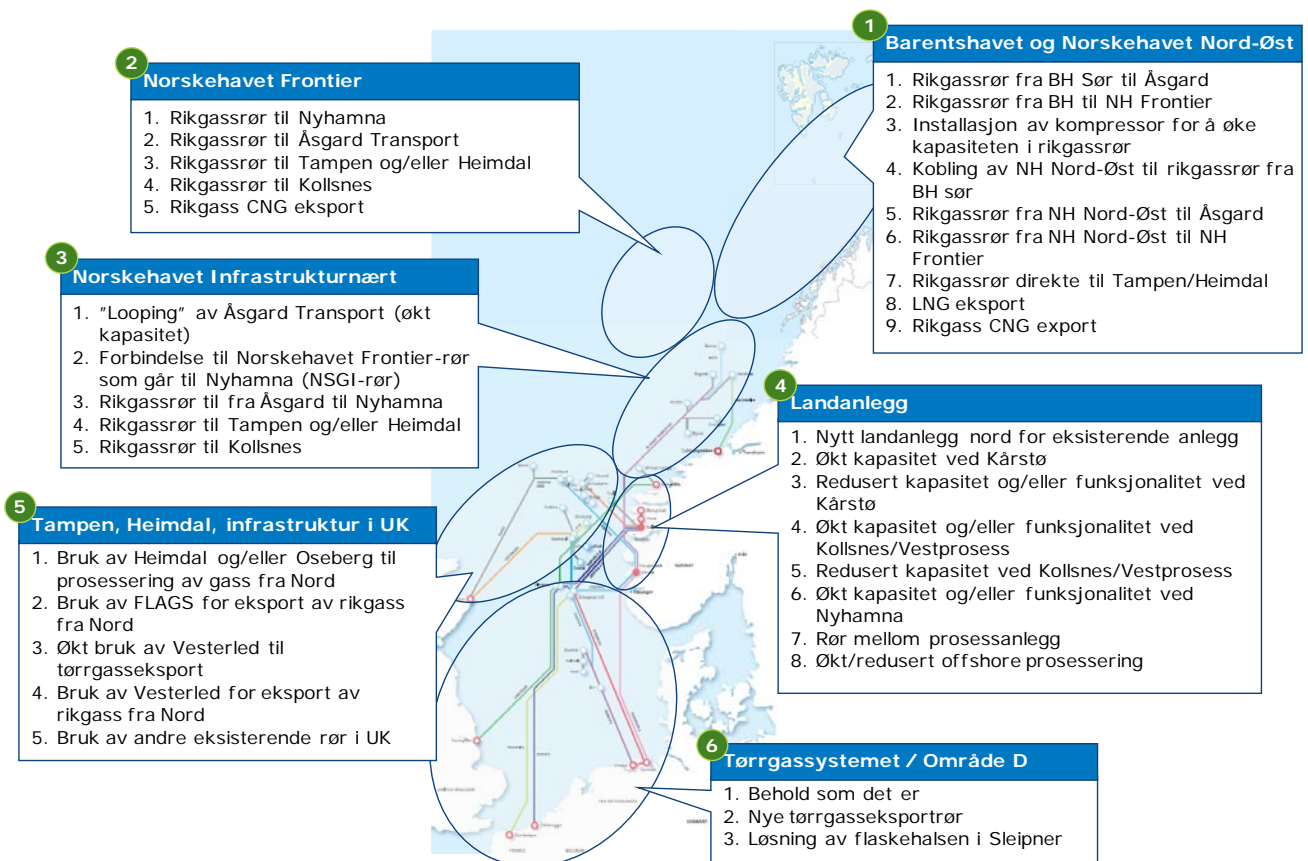 1
Barentshavet og Norskehavet Nord-Øst
1. Rikgassrør fra BH Sør til Åsgard
2. Rikgassrør fra BH til NH Frontier
3. Installasjon av kompressor for å øke
kapasiteten i rikgassrør
4. Kobling av NH Nord-Øst til rikgassrør fra
BH sør
5. Rikgassrør fra NH Nord-Øst til Åsgard
6. Rikgassrør fra NH Nord-Øst til NH
Frontier
7. Rikgassrør direkte til Tampen/Heimdal
8. LNG eksport
9. Rikgass CNG export
2
Norskehavet Frontier
1. Rikgassrør til Nyhamna
2. Rikgassrør til Åsgard Transport
3. Rikgassrør til Tampen og/eller Heimdal
4. Rikgassrør til Kollsnes
5. Rikgass CNG eksport
3
Norskehavet Infrastrukturnært
1. "Looping" av Åsgard Transport (økt
kapasitet)
2. Forbindelse til Norskehavet Frontier-rør
som går til Nyhamna (NSGI-rør)
3. Rikgassrør til fra Åsgard til Nyhamna
4. Rikgassrør til Tampen og/eller Heimdal
5. Rikgassrør til Kollsnes
4
Landanlegg
1. Nytt landanlegg nord for eksisterende anlegg
2. Økt kapasitet ved Kårstø
3. Redusert kapasitet og/eller funksjonalitet ved
Kårstø
4. Økt kapasitet og/eller funksjonalitet ved
Kollsnes/Vestprosess
5. Redusert kapasitet ved Kollsnes/Vestprosess
6. Økt kapasitet og/eller funksjonalitet ved
Nyhamna
7. Rør mellom prosessanlegg
8. Økt/redusert offshore prosessering
5
Tampen, Heimdal, infrastruktur i UK
1. Bruk av Heimdal og/eller Oseberg til
prosessering av gass fra Nord
2. Bruk av FLAGS for eksport av rikgass
fra Nord
3. Økt bruk av Vesterled til
tørrgasseksport
4. Bruk av Vesterled for eksport av
rikgass fra Nord
5. Bruk av andre eksisterende rør i UK
6
Tørrgassystemet / Område D
1. Behold som det er
2. Nye tørrgasseksportrør
3. Løsning av flaskehalsen i Sleipner